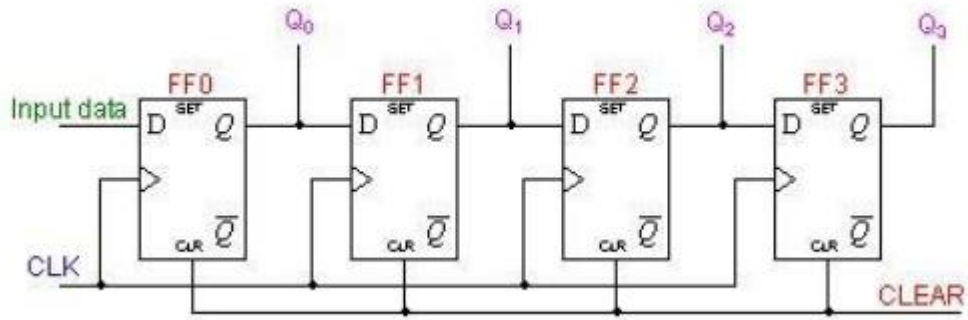 Q₀ Q₁ Q₂ Q₃
FF0 FF1 FF2 FF3
Input data
SET SET SET SET
D Q D Q D Q D Q
Q̅ Q̅ Q̅ Q̅
CLR CLR CLR CLR
CLK
CLEAR